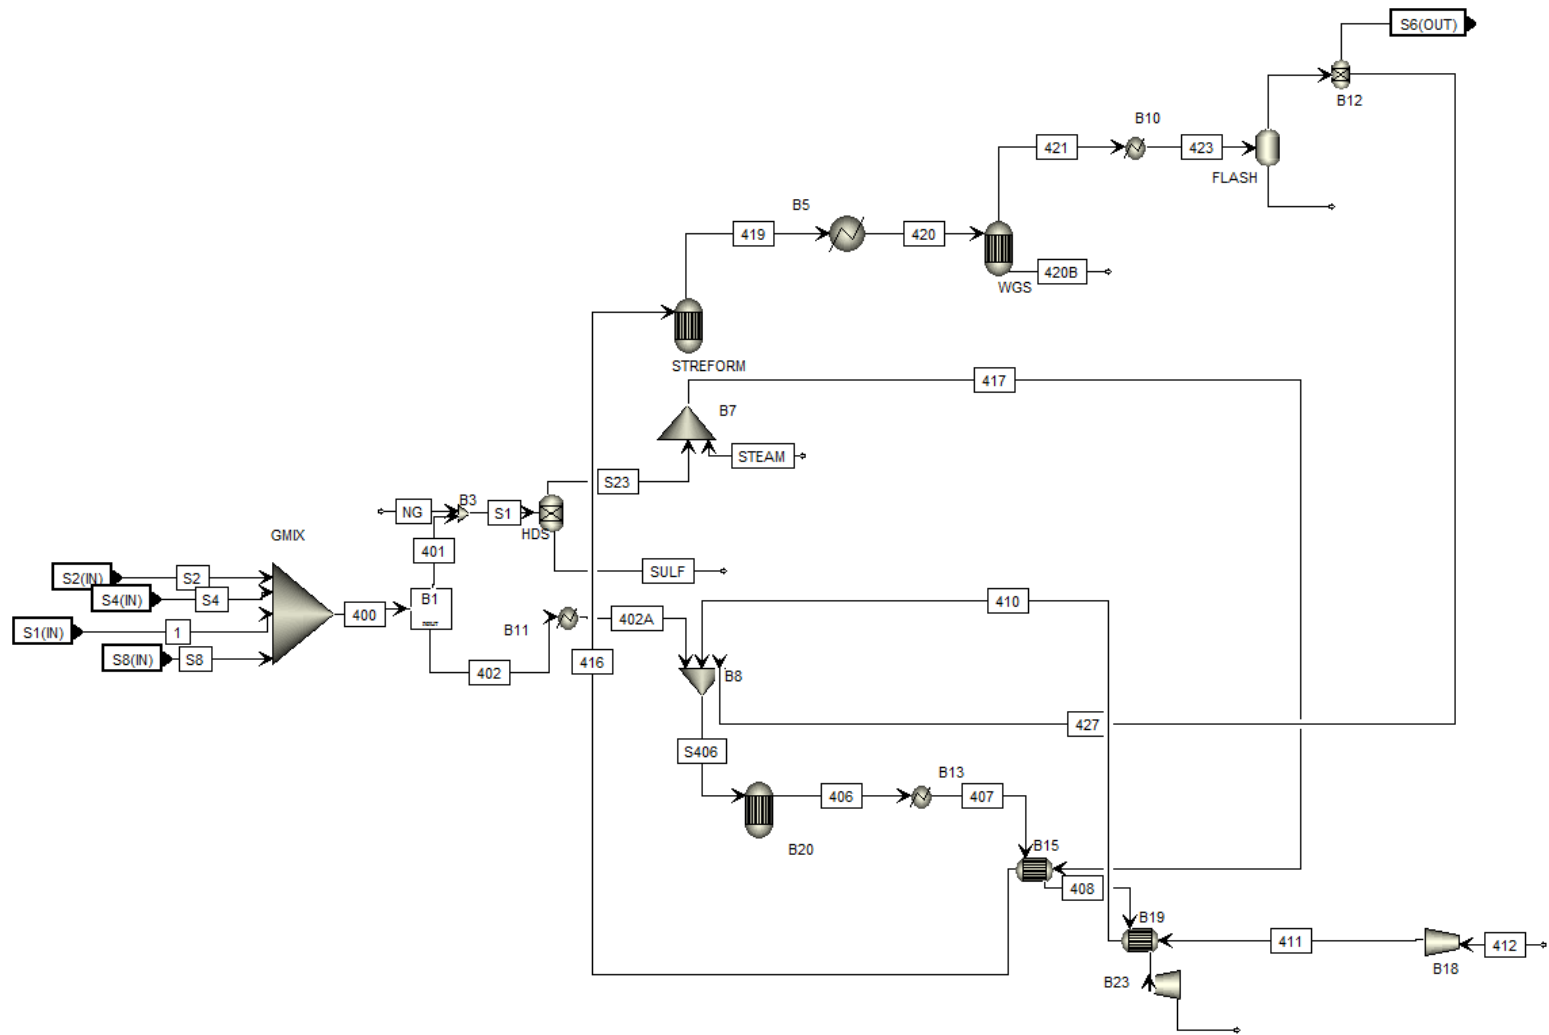 S6(OUT)
B12
B10
421
423
FLASH
B5
419
420
420B
WGS
STREFORM
417
B7
STEAM
S23
B3
NG
S1
HDS
401
GMIX
SULF
S2(IN)
S2
S4(IN)
S4
B1
400
410
402A
B11
S1(IN)
1
S8(IN)
S8
416
402
B8
427
S406
B13
406
407
B20
B15
408
B19
411
412
B18
B23